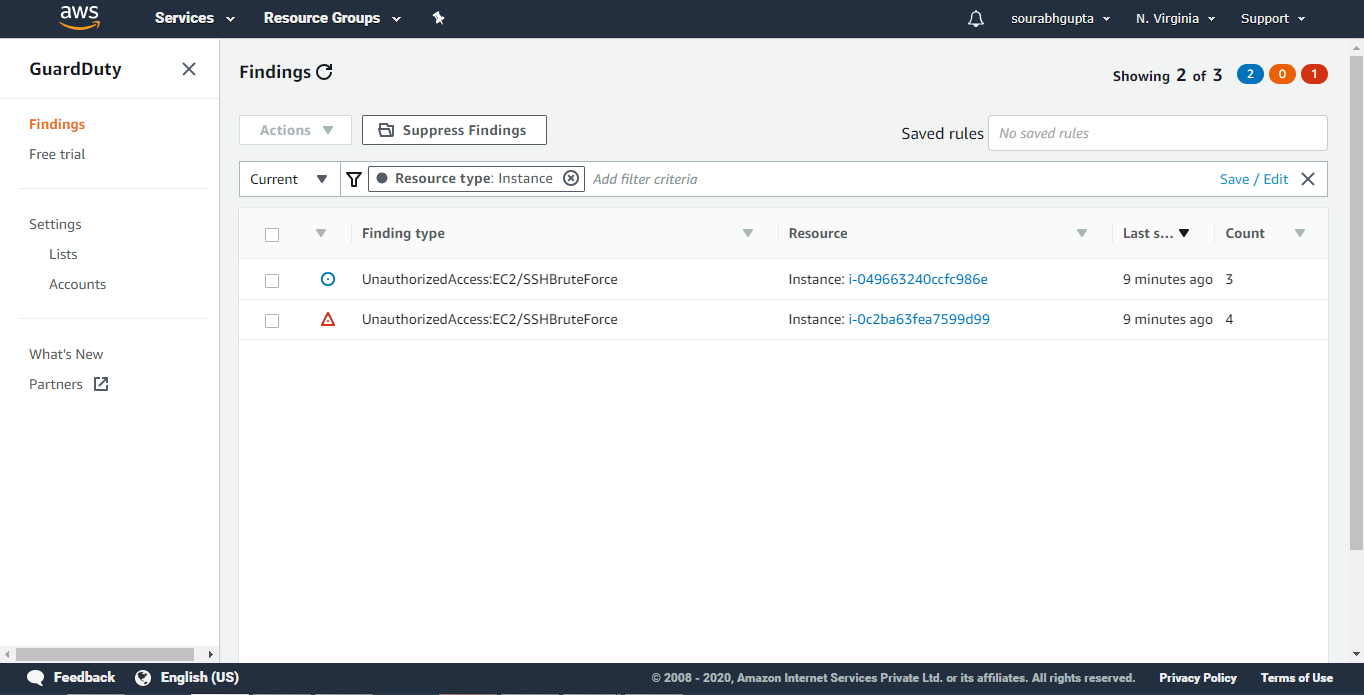 aws Services Resource Groups sourabhgupta N. Virginia Support
GuardDuty
Findings
Free trial
Settings
Lists
Accounts
What's New
Partners
Findings
Showing 2 of 3 2 0 1
Actions Suppress Findings Saved rules No saved rules
Current Resource type: Instance Add filter criteria Save / Edit
Finding type Resource Last s... Count
UnauthorizedAccess:EC2/SSHBruteForce Instance: i-049663240ccfc986e 9 minutes ago 3
UnauthorizedAccess:EC2/SSHBruteForce Instance: i-0c2ba63fea7599d99 9 minutes ago 4
Feedback English (US) © 2008 - 2020, Amazon Internet Services Private Ltd. or its affiliates. All rights reserved. Privacy Policy Terms of Use